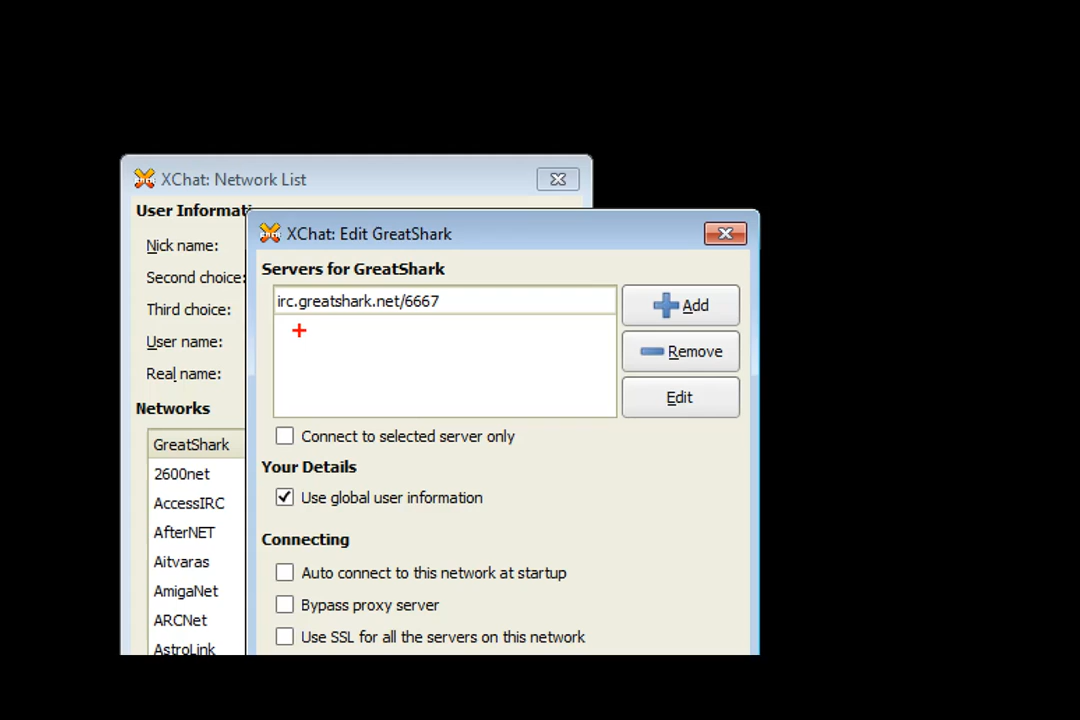 XChat: Network List
User Informati
Nick name:
Second choice:
Third choice:
User name:
Real name:
Networks
GreatShark
2600net
AccessIRC
AfterNET
Aitvaras
AmigaNet
ARCNet
AstroLink
XChat: Edit GreatShark
Servers for GreatShark
irc.greatshark.net/6667
Add
Remove
Edit
Connect to selected server only
Your Details
Use global user information
Connecting
Auto connect to this network at startup
Bypass proxy server
Use SSL for all the servers on this network